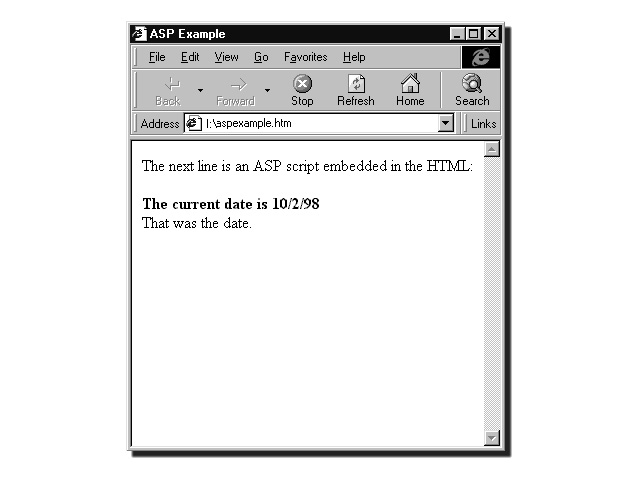 ASP Example
File Edit View Go Favorites Help
Back Forward Stop Refresh Home Search
Address I:\aspexample.htm Links
The next line is an ASP script embedded in the HTML:
The current date is 10/2/98
That was the date.